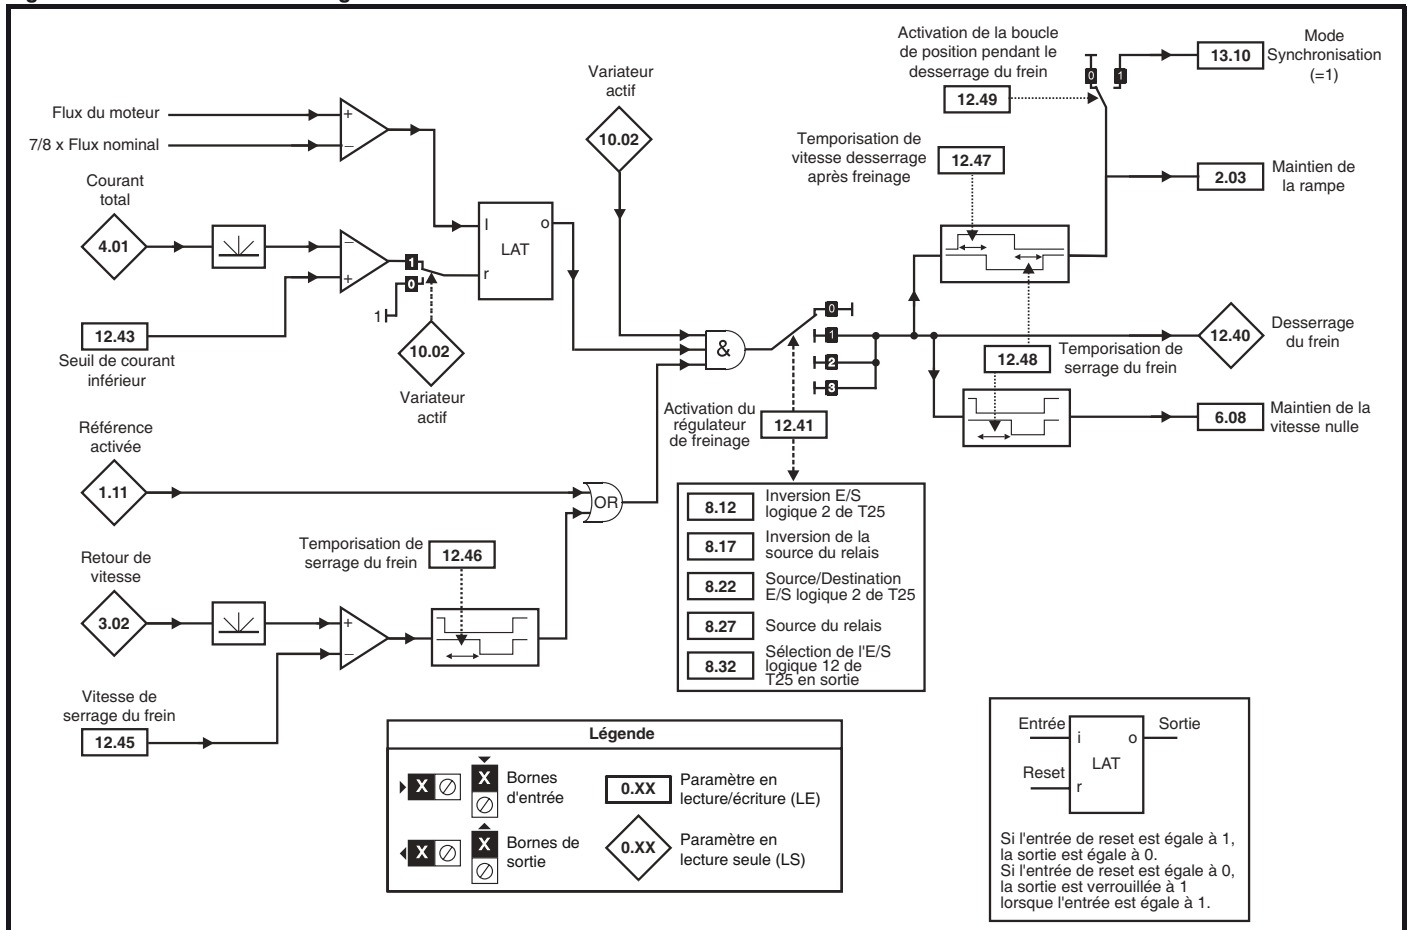 Activation de la boucle
de position pendant le
desserrage du frein
12.49
0
1
13.10
Mode
Synchronisation
(=1)
Variateur
actif
10.02
Flux du moteur
+
7/8 x Flux nominal
–
Temporisation de
vitesse desserrage
après freinage
12.47
2.03
Maintien de
la rampe
Courant
total
4.01
–
+
1
0
1
I
o
LAT
r
12.43
Seuil de courant
inférieur
10.02
Variateur
actif
&
0
1
2
3
Activation du
régulateur
de freinage
12.41
12.48
Temporisation de
serrage du frein
12.40
Desserrage
du frein
6.08
Maintien de la
vitesse nulle
Référence
activée
1.11
OR
Retour de
vitesse
3.02
Temporisation de
serrage du frein
12.46
+
–
Vitesse de
serrage du frein
12.45
8.12
Inversion E/S
logique 2 de T25
8.17
Inversion de la
source du relais
8.22
Source/Destination
E/S logique 2 de T25
8.27
Source du relais
8.32
Sélection de l'E/S
logique 12 de
T25 en sortie
Légende
X
X
Bornes
d'entrée
0.XX
Paramètre en
lecture/écriture (LE)
X
X
Bornes de
sortie
0.XX
Paramètre en
lecture seule (LS)
Entrée
i
o
Sortie
LAT
Reset
r
Si l'entrée de reset est égale à 1,
la sortie est égale à 0.
Si l'entrée de reset est égale à 0,
la sortie est verrouillée à 1
lorsque l'entrée est égale à 1.